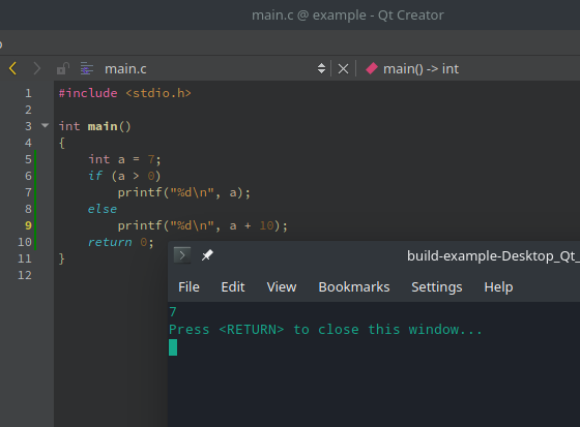 main.c @ example - Qt Creator
main.c
main() -> int
1 #include <stdio.h>
2
3 int main()
4 {
5 int a = 7;
6 if (a > 0)
7 printf("%d\n", a);
8 else
9 printf("%d\n", a + 10);
10 return 0;
11 }
12
build-example-Desktop_Qt_
File Edit View Bookmarks Settings Help
7
Press <RETURN> to close this window...